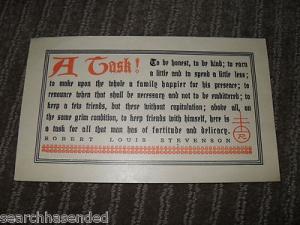 A Task! To be honest, to be kind; to earn
a little and to spend a little less;
to make upon the whole a family happier for his presence; to
renounce when that shall be necessary and not to be embittered; to
keep a few friends, but these without capitulation; above all, on
the same grim condition, to keep friends with himself, here is
a task for all that man has of fortitude and delicacy.
ROBERT LOUIS STEVENSON
R
searchhasended
searchhasended